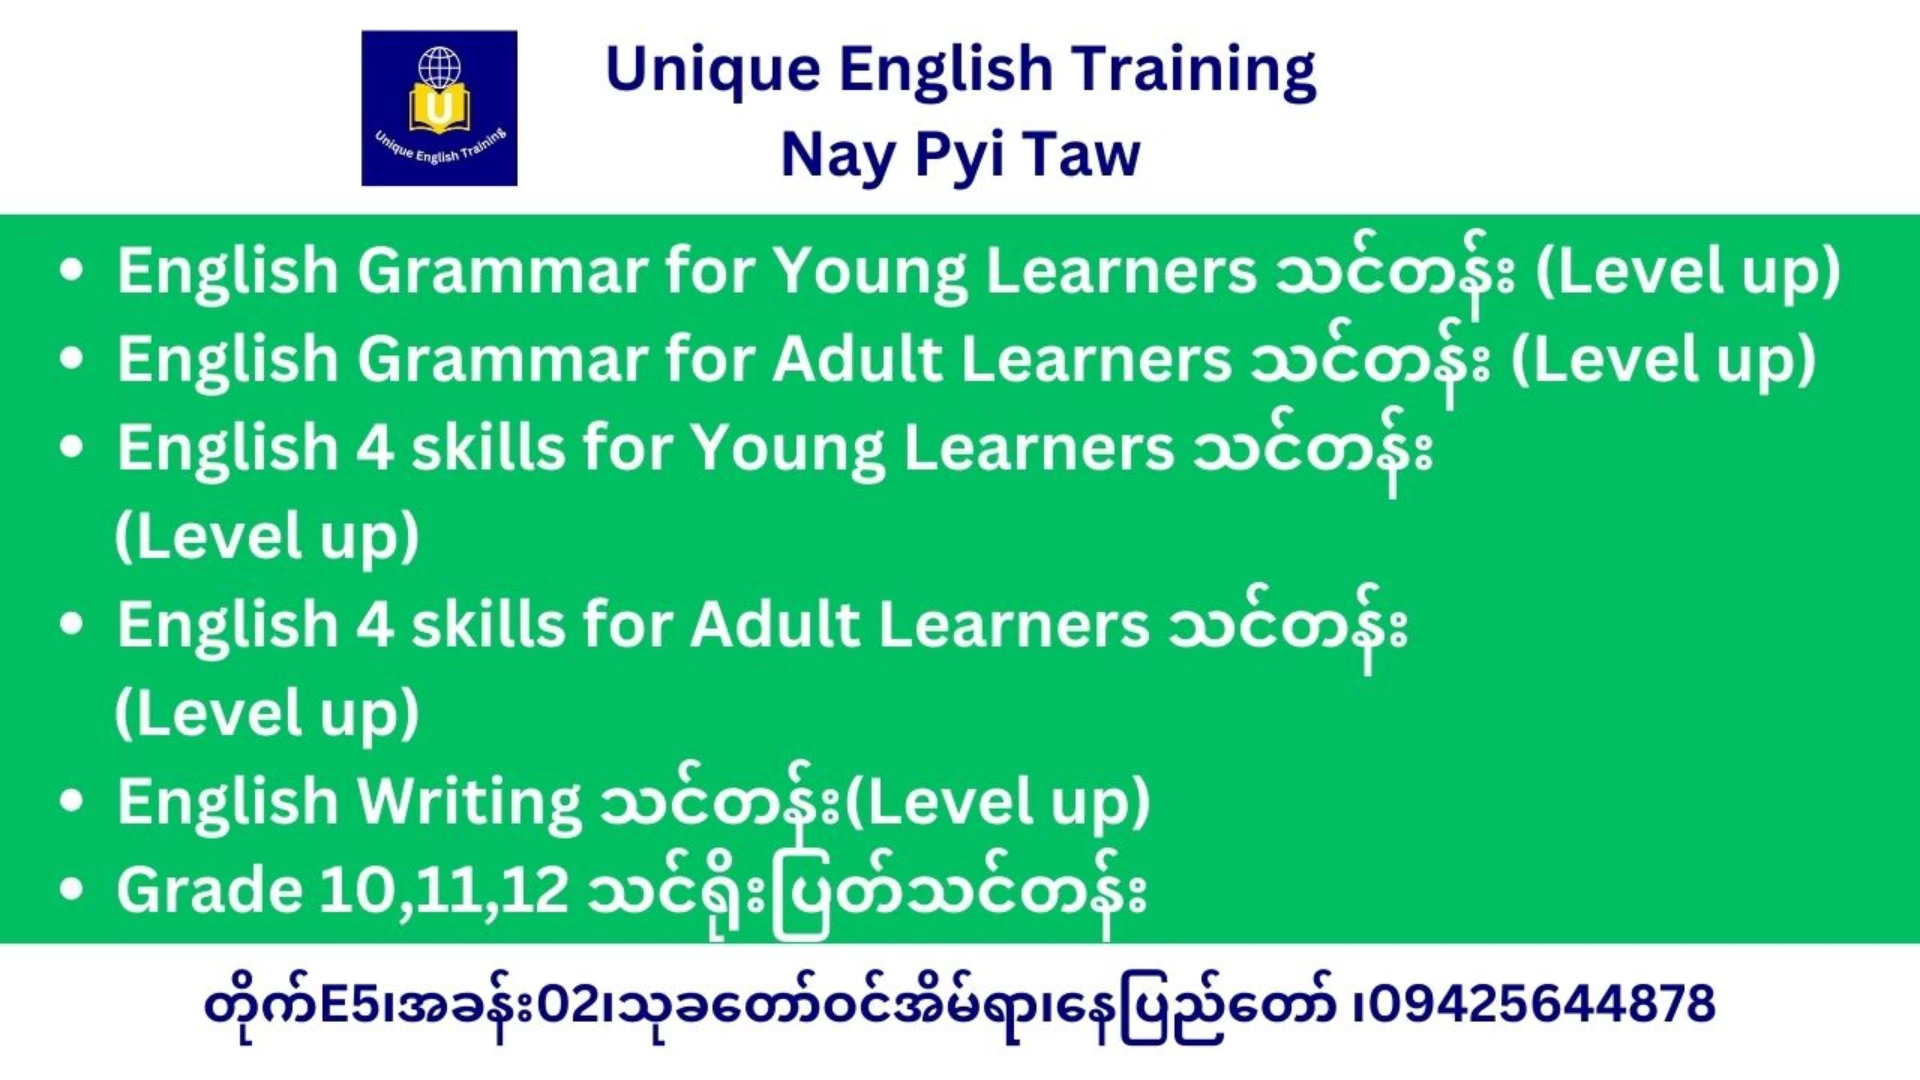 Unique English Training
Unique English Training
Nay Pyi Taw
• English Grammar for Young Learners သင်တန်း (Level up)
• English Grammar for Adult Learners သင်တန်း (Level up)
• English 4 skills for Young Learners သင်တန်း
(Level up)
• English 4 skills for Adult Learners သင်တန်း
(Level up)
• English Writing သင်တန်း(Level up)
• Grade 10,11,12 သင်ရိုးပြတ်သင်တန်း
တိုက်E5၊အခန်း02၊သုခတော်ဝင်အိမ်ရာ၊နေပြည်တော် ၊09425644878